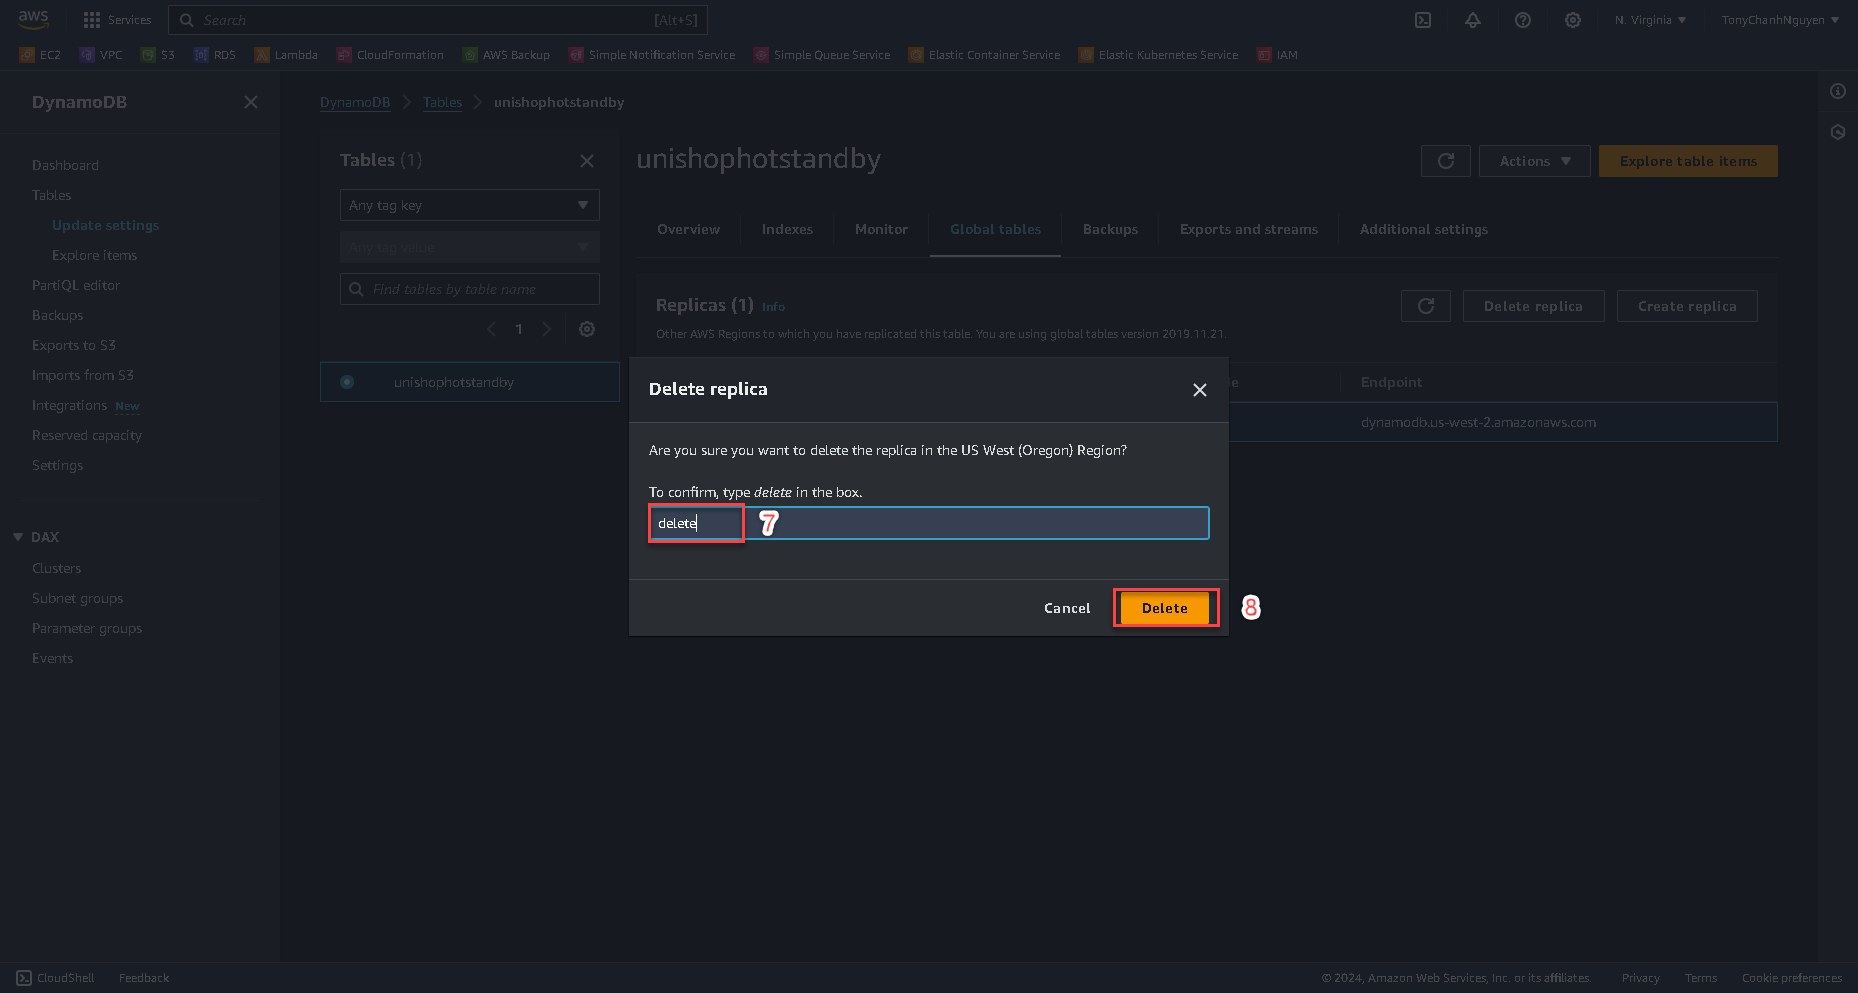 aws
Services
Search
[Alt+S]
N. Virginia
TonyChanhNguyen
EC2
VPC
S3
RDS
Lambda
CloudFormation
AWS Backup
Simple Notification Service
Simple Queue Service
Elastic Container Service
Elastic Kubernetes Service
IAM
DynamoDB
Dashboard
Tables
Update settings
Explore items
PartiQL editor
Backups
Exports to S3
Imports from S3
Integrations New
Reserved capacity
Settings
DAX
Clusters
Subnet groups
Parameter groups
Events
DynamoDB
Tables
unishophotstandby
Tables (1)
Any tag key
Any tag value
Find tables by table name
1
unishophotstandby
unishophotstandby
Actions
Explore table items
Overview
Indexes
Monitor
Global tables
Backups
Exports and streams
Additional settings
Replicas (1) Info
Delete replica
Create replica
Other AWS Regions to which you have replicated this table. You are using global tables version 2019.11.21.
Endpoint
dynamodb.us-west-2.amazonaws.com
Delete replica
Are you sure you want to delete the replica in the US West (Oregon) Region?
To confirm, type delete in the box.
delete
7
Cancel
Delete
8
CloudShell
Feedback
© 2024, Amazon Web Services, Inc. or its affiliates.
Privacy
Terms
Cookie preferences